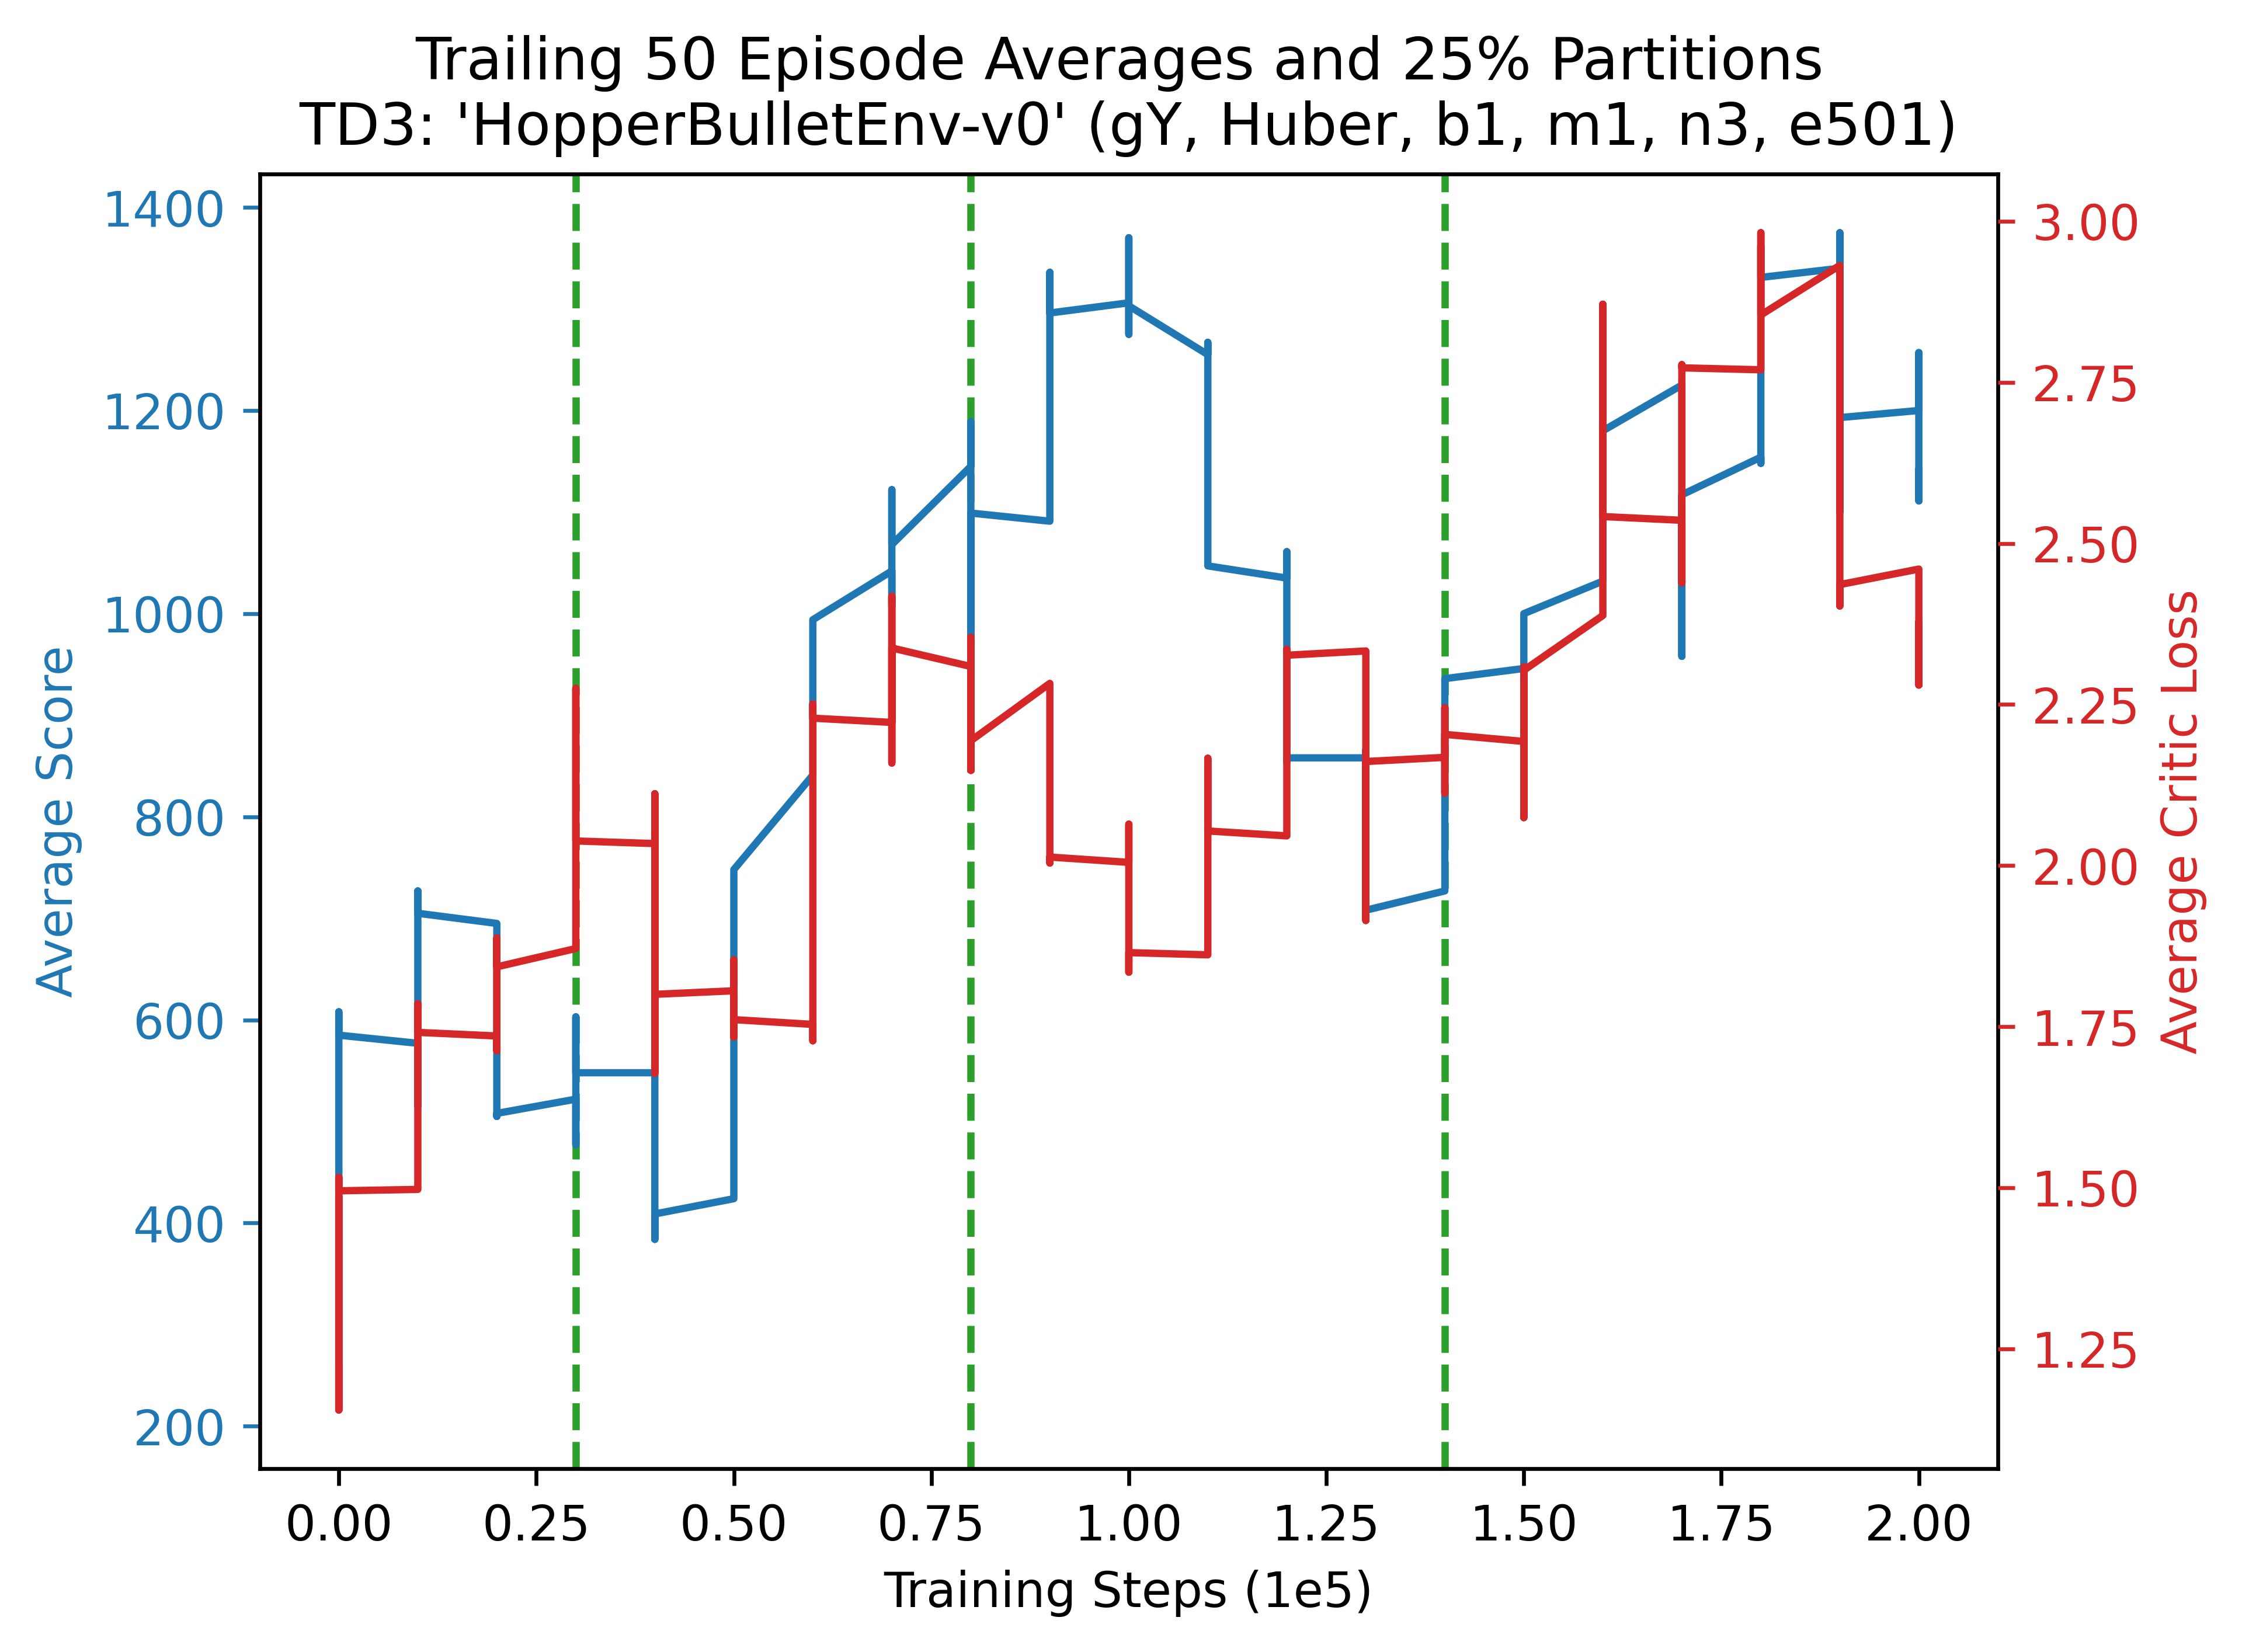 Trailing 50 Episode Averages and 25% Partitions
TD3: 'HopperBulletEnv-v0' (gY, Huber, b1, m1, n3, e501)
1400
1200
1000
800
600
400
200
Average Score
3.00
2.75
2.50
2.25
2.00
1.75
1.50
1.25
Average Critic Loss
0.00 0.25 0.50 0.75 1.00 1.25 1.50 1.75 2.00
Training Steps (1e5)